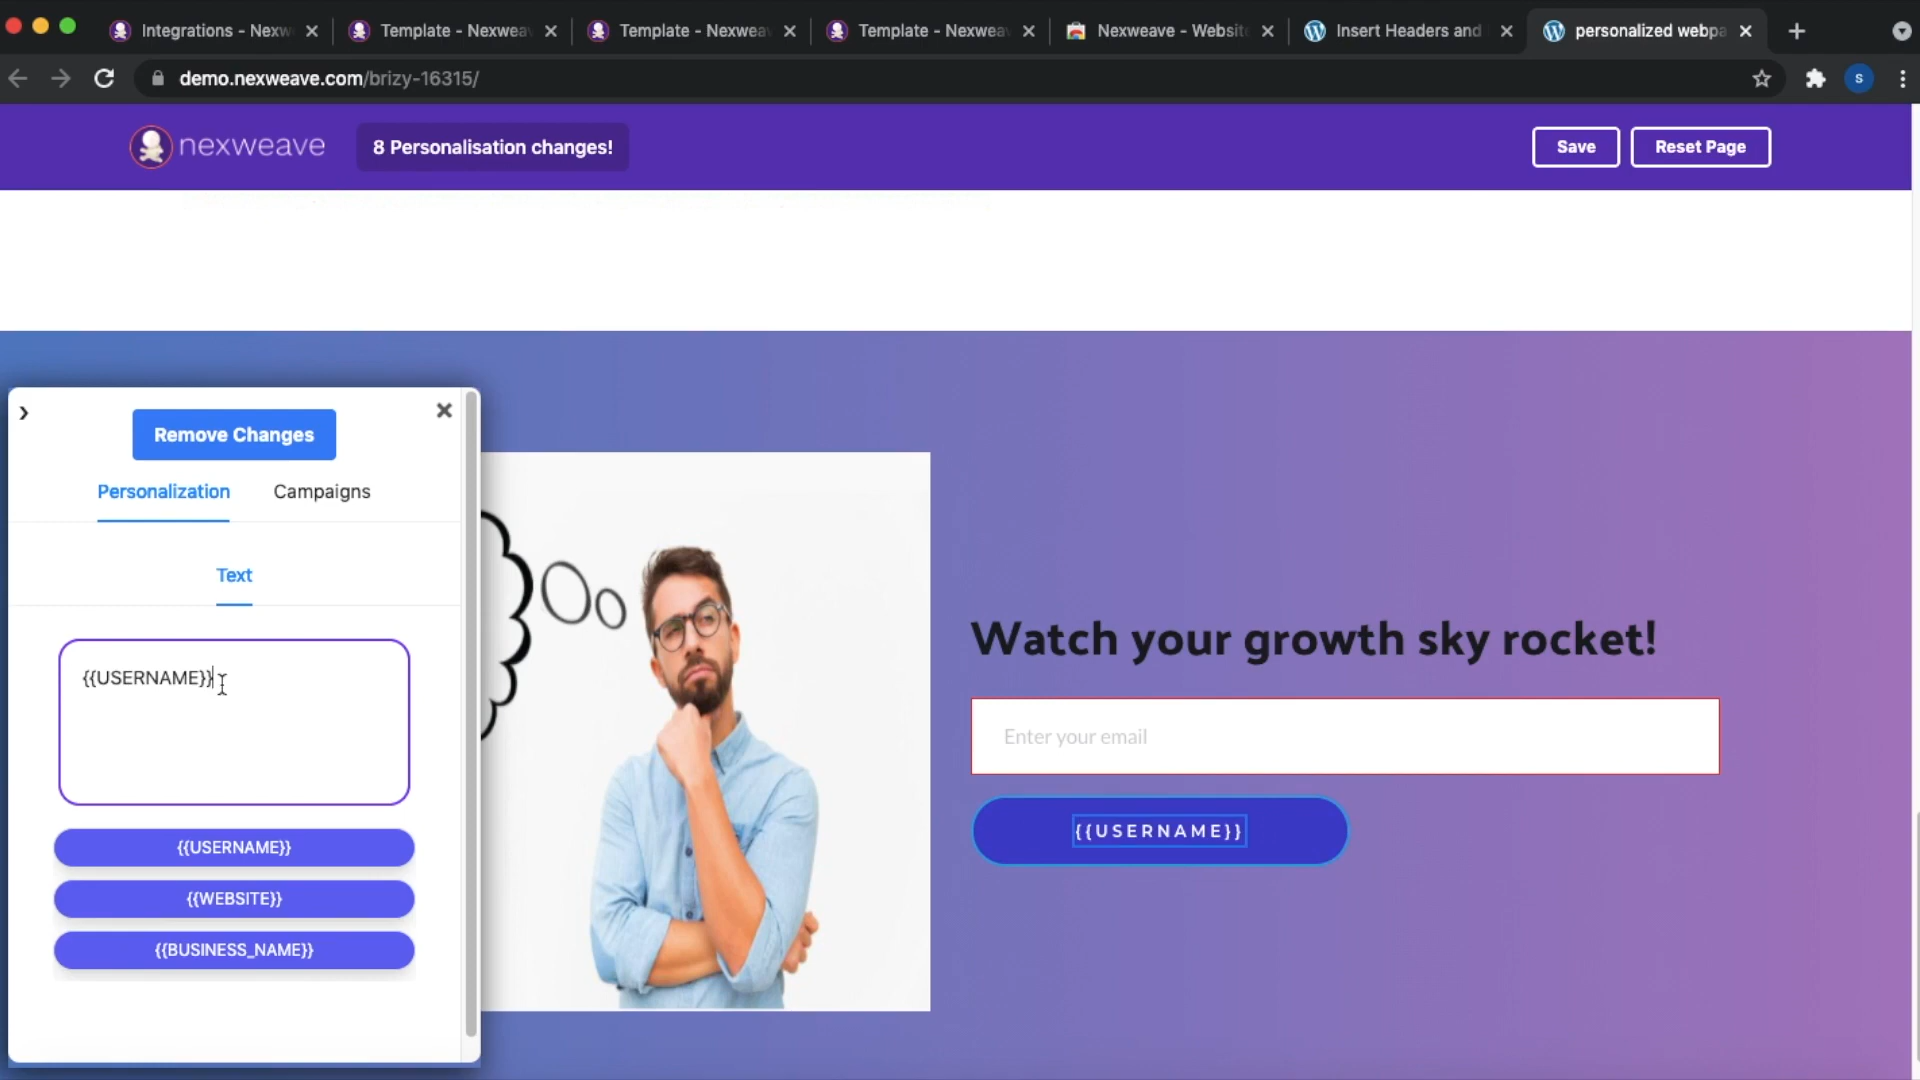 Integrations - Nexw
Template - Nexwea
Template - Nexwea
Template - Nexwea
Nexweave - Websit
Insert Headers and
personalized webpa
demo.nexweave.com/brizy-16315/
S
nexweave
8 Personalisation changes!
Save
Reset Page
Remove Changes
Personalization
Campaigns
Text
{{USERNAME}}
{{USERNAME}}
{{WEBSITE}}
{{BUSINESS_NAME}}
Watch your growth sky rocket!
Enter your email
{{USERNAME}}